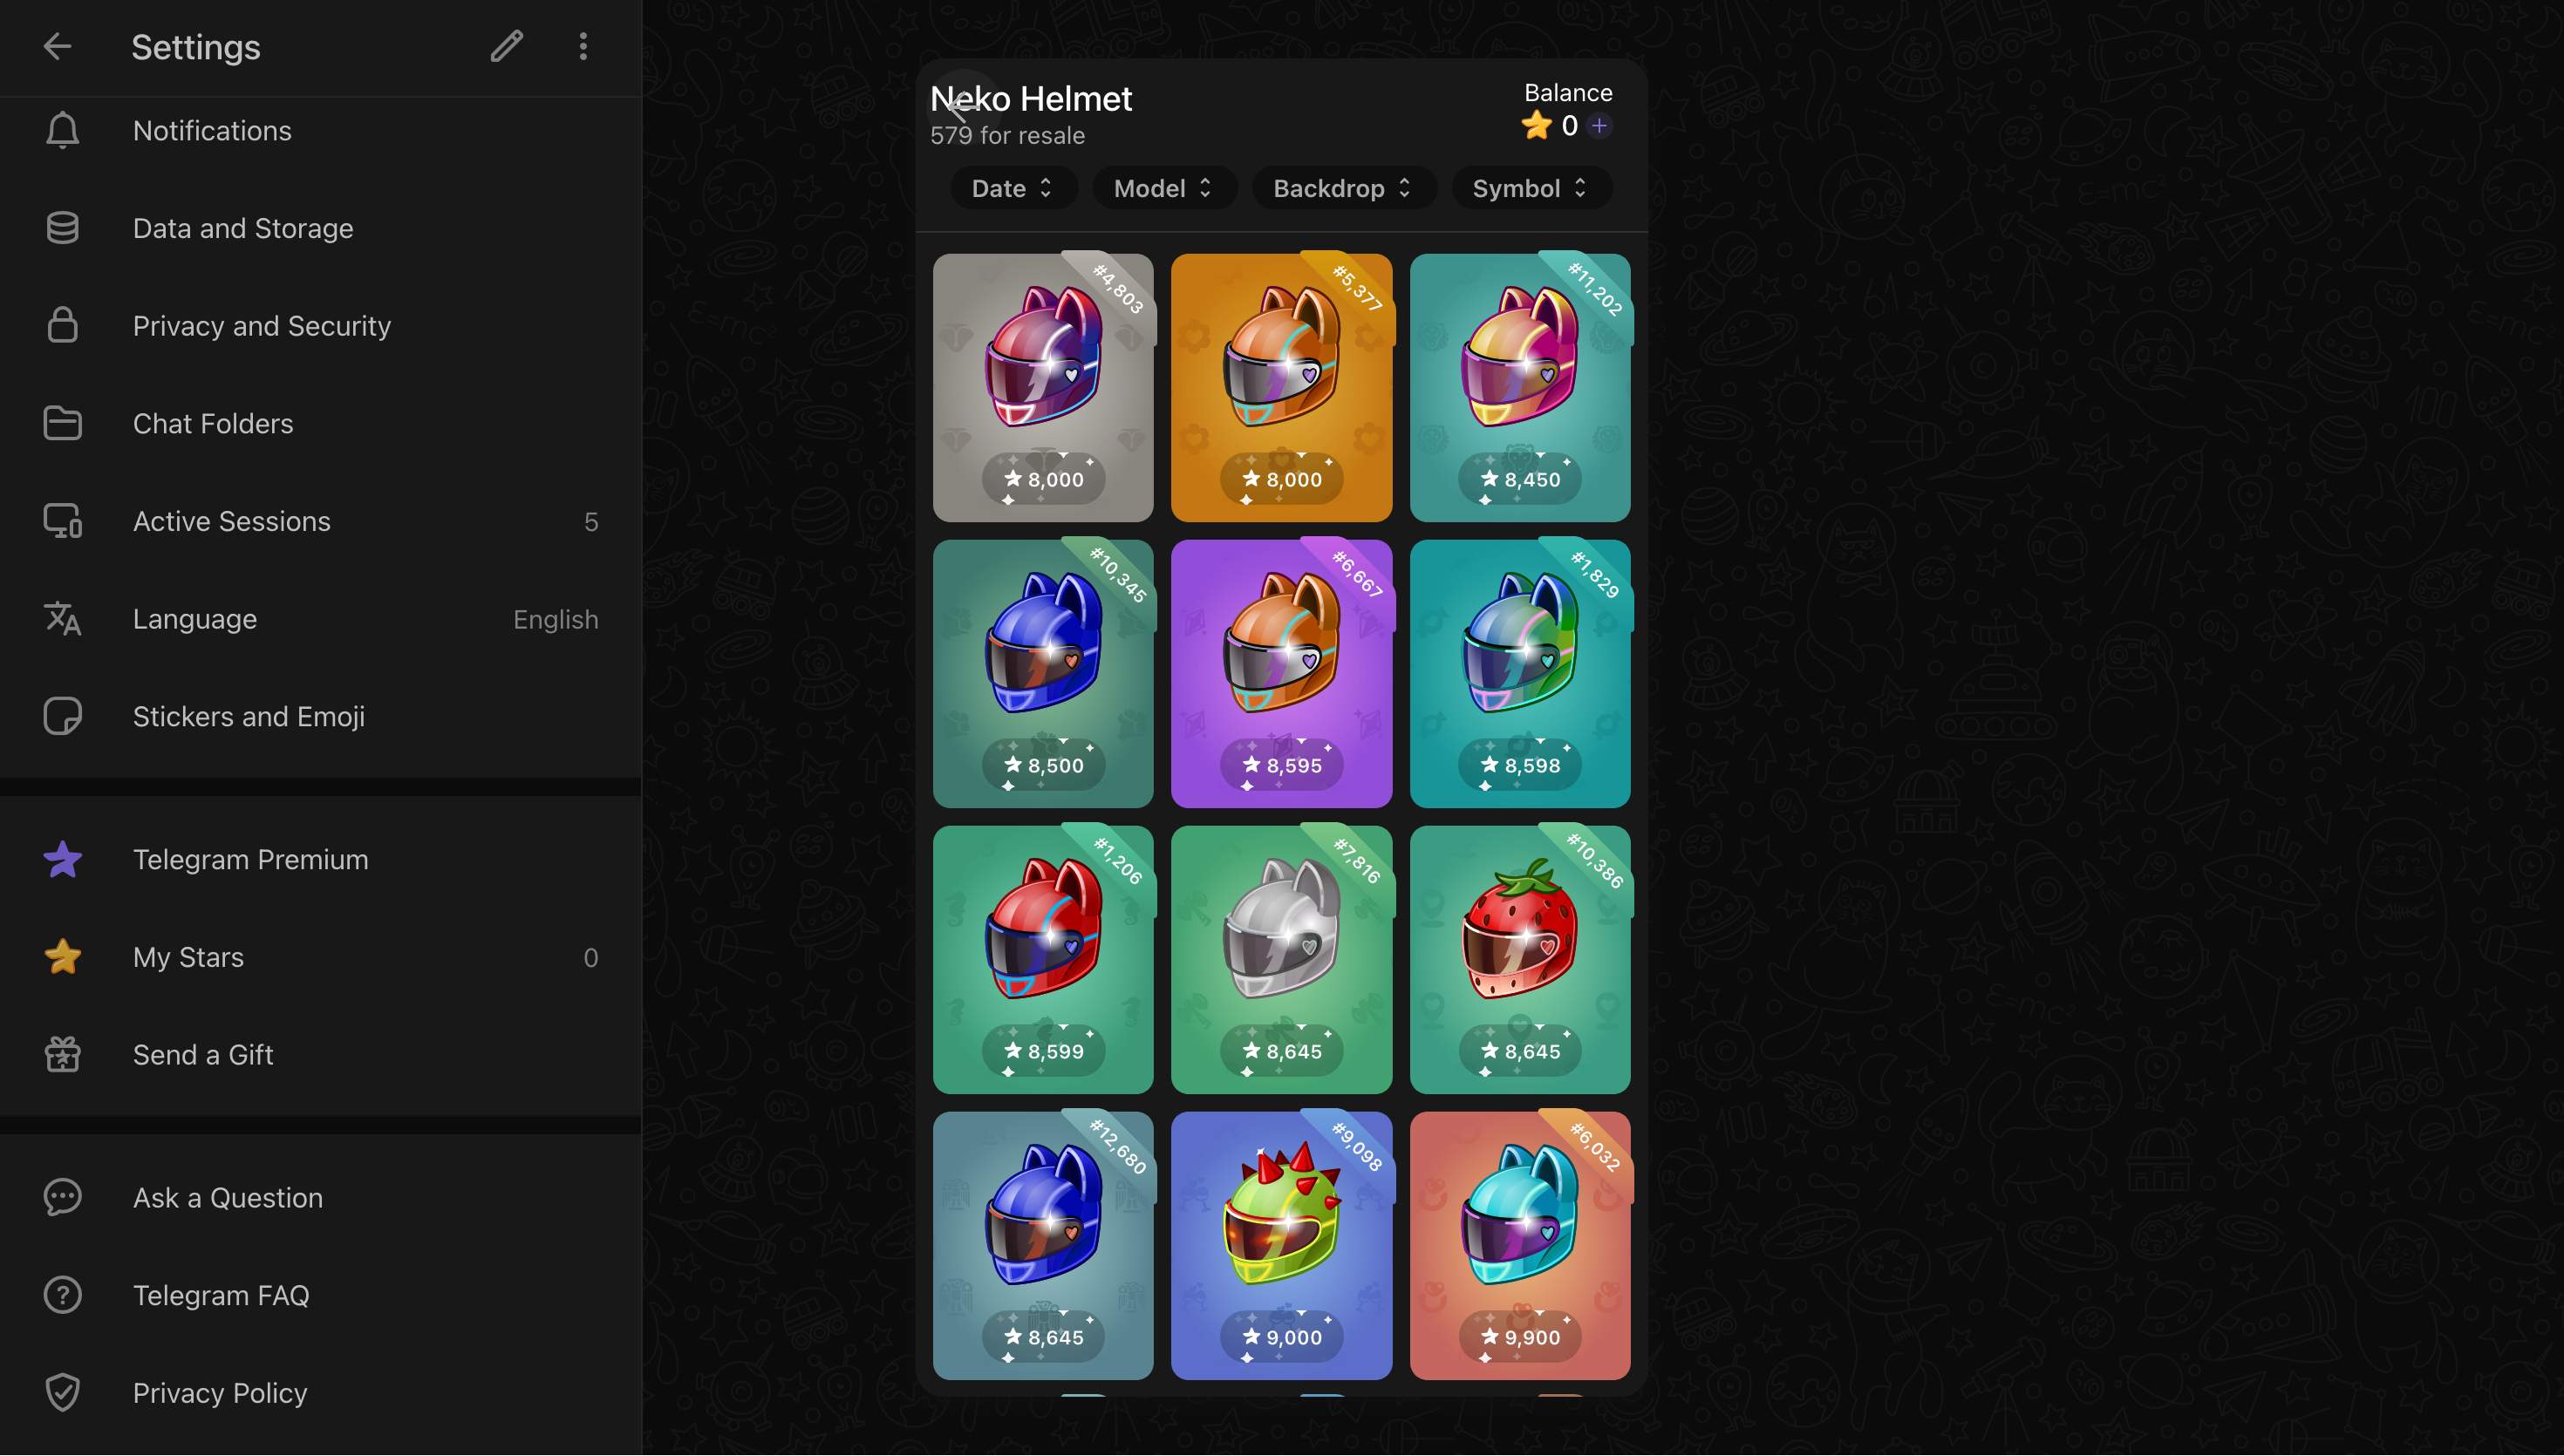 Settings
Notifications
Data and Storage
Privacy and Security
Chat Folders
Active Sessions 5
Language English
Stickers and Emoji
Telegram Premium
My Stars 0
Send a Gift
Ask a Question
Telegram FAQ
Privacy Policy
Neko Helmet
579 for resale
Balance
0 +
Date Model Backdrop Symbol
#4,803 #5,377 #11,202
8,000 8,000 8,450
#10,345 #6,667 #1,829
8,500 8,595 8,598
#1,206 #7,816 #10,386
8,599 8,645 8,645
#12,680 #9,098 #6,032
8,645 9,000 9,900